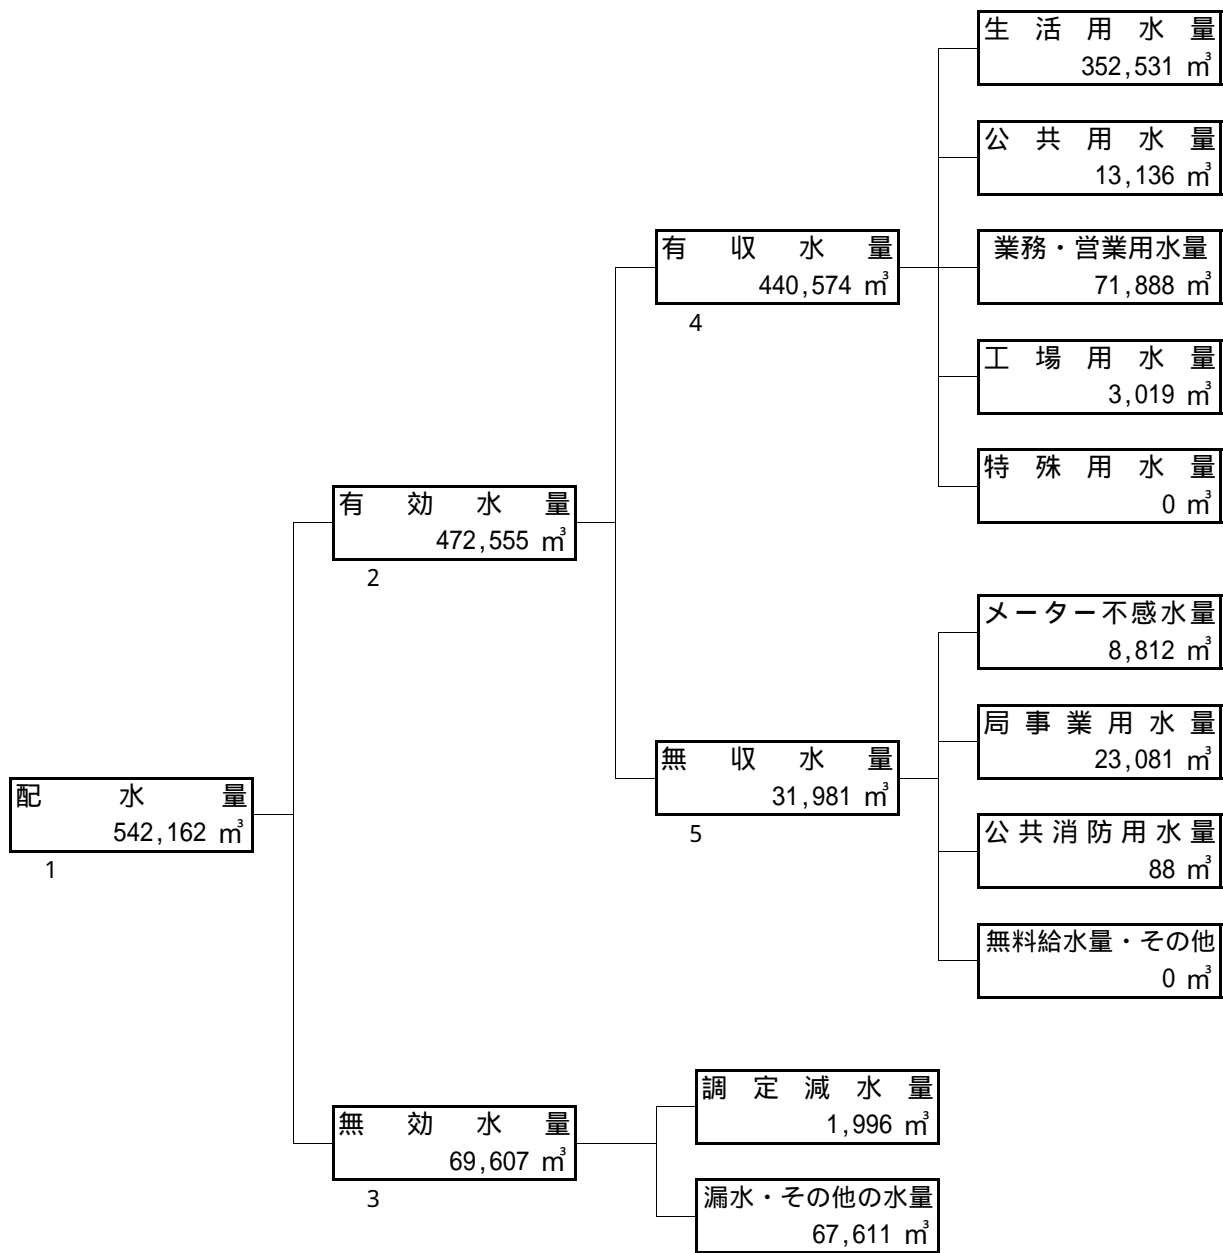 生活用水量
352,531 ㎥
公共用水量
13,136 ㎥
業務・営業用水量
71,888 ㎥
工場用水量
3,019 ㎥
特殊用水量
0 ㎥
有収水量
440,574 ㎥
4
有効水量
472,555 ㎥
2
メーター不感水量
8,812 ㎥
局事業用水量
23,081 ㎥
公共消防用水量
88 ㎥
無料給水量・その他
0 ㎥
無収水量
31,981 ㎥
5
配水量
542,162 ㎥
1
無効水量
69,607 ㎥
3
調定減水量
1,996 ㎥
漏水・その他の水量
67,611 ㎥